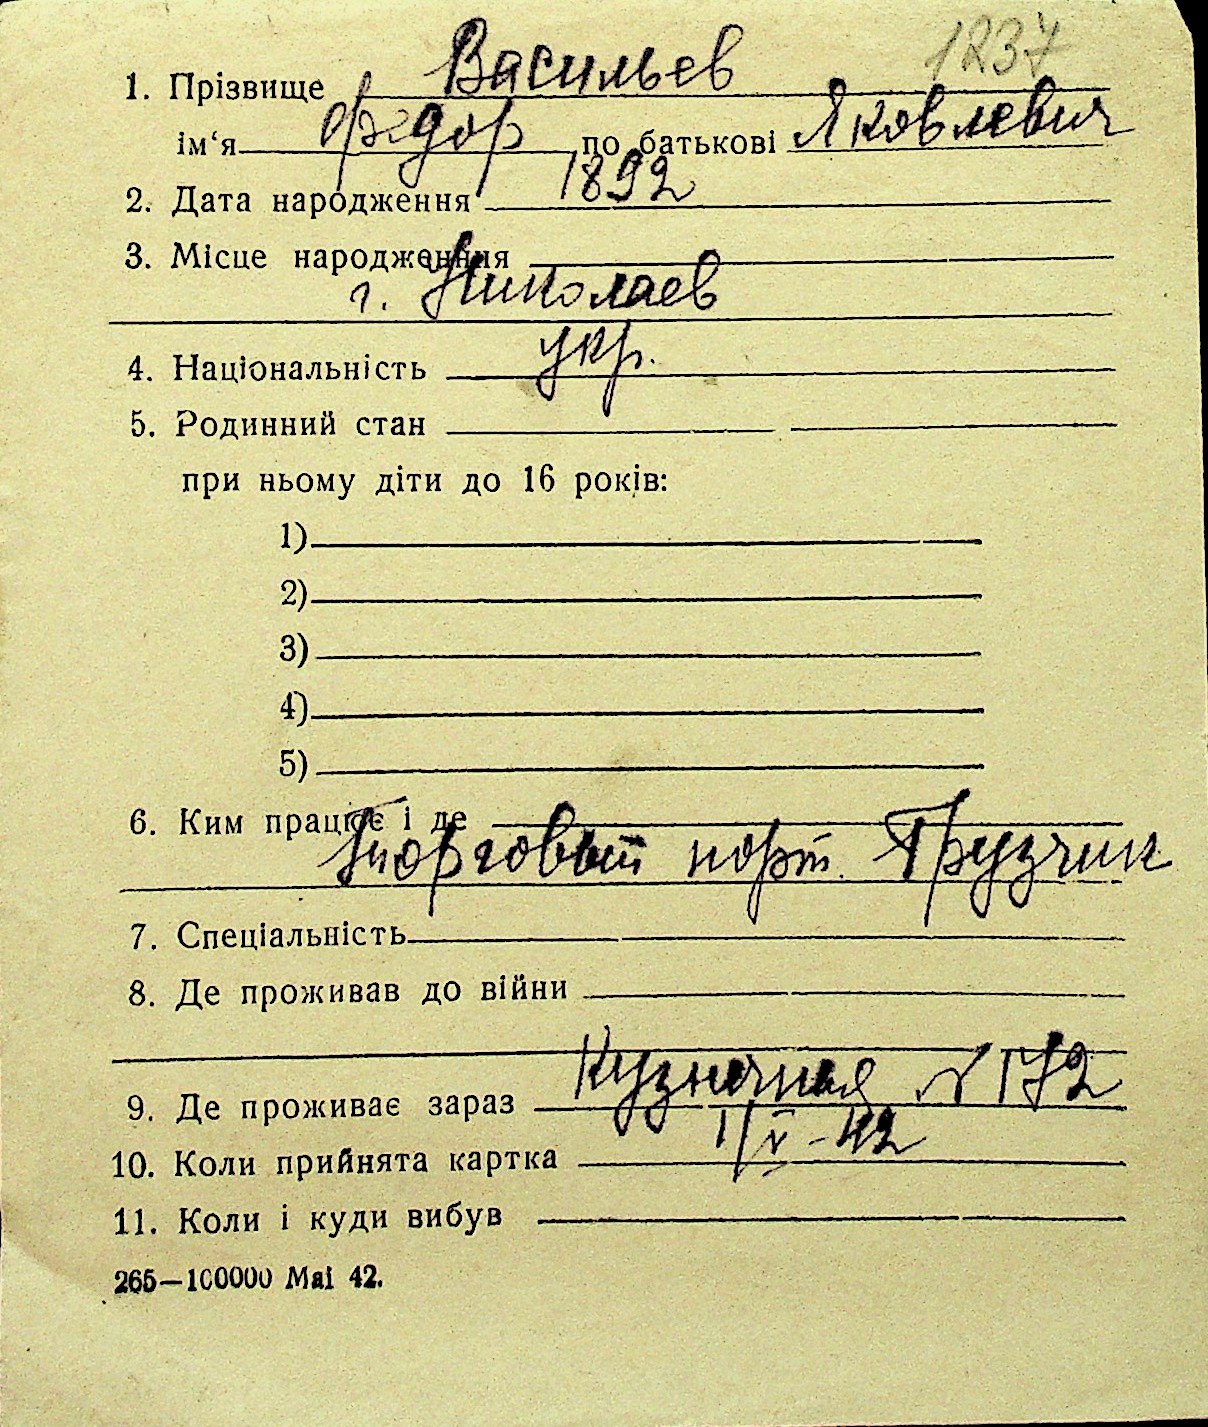 1237
1. Прізвище Васильев
ім‘я Федор по батькові Яковлевич
2. Дата народження 1892
3. Місце народження
г. Николаев
4. Національність укр.
5. Родинний стан
при ньому діти до 16 років:
1)
2)
3)
4)
5)
6. Ким працює і де
Торговый порт. Грузчик
7. Спеціальність
8. Де проживав до війни
9. Де проживає зараз Кузнечная № 172
10. Коли прийнята картка 1/V-42
11. Коли і куди вибув
265—100000 Mai 42.